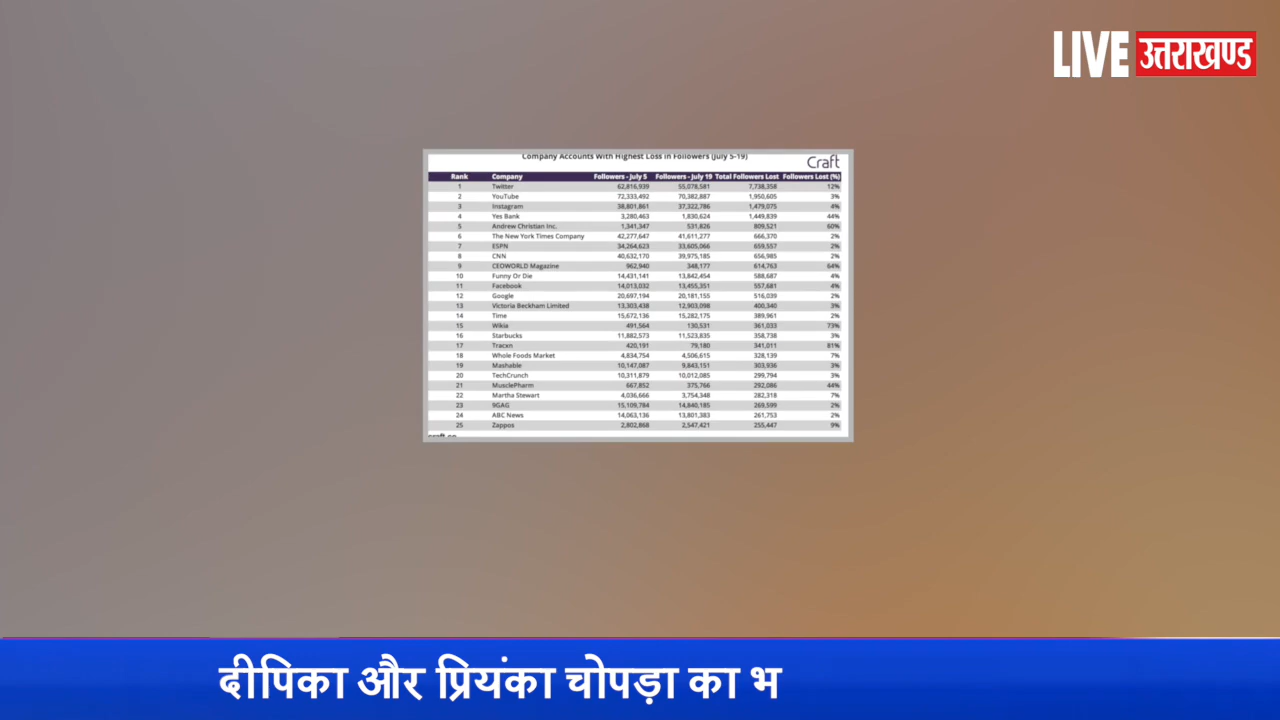 LIVE उत्तराखण्ड
Company Accounts With Highest Loss in Followers (July 5-19)
Craft
Rank Company Followers - July 5 Followers - July 19 Total Followers Lost Followers Lost (%)
1 Twitter 62,816,939 55,078,581 7,738,358 12%
2 YouTube 72,333,492 70,382,887 1,950,605 3%
3 Instagram 38,801,861 37,322,786 1,479,075 4%
4 Yes Bank 3,280,463 1,830,624 1,449,839 44%
5 Andrew Christian Inc. 1,341,347 531,826 809,521 60%
6 The New York Times Company 42,277,647 41,611,277 666,370 2%
7 ESPN 34,264,623 33,605,066 659,557 2%
8 CNN 40,632,170 39,975,185 656,985 2%
9 CEOWORLD Magazine 962,940 348,177 614,763 64%
10 Funny Or Die 14,431,141 13,842,454 588,687 4%
11 Facebook 14,013,032 13,455,351 557,681 4%
12 Google 20,697,194 20,181,155 516,039 2%
13 Victoria Beckham Limited 13,303,438 12,903,098 400,340 3%
14 Time 15,672,136 15,282,175 389,961 2%
15 Wikia 491,564 130,531 361,033 73%
16 Starbucks 11,882,573 11,523,835 358,738 3%
17 Tracxn 420,191 79,180 341,011 81%
18 Whole Foods Market 4,834,754 4,506,615 328,139 7%
19 Mashable 10,147,087 9,843,151 303,936 3%
20 TechCrunch 10,311,879 10,012,085 299,794 3%
21 MusclePharm 667,852 375,766 292,086 44%
22 Martha Stewart 4,036,666 3,754,348 282,318 7%
23 9GAG 15,109,784 14,840,185 269,599 2%
24 ABC News 14,063,136 13,801,383 261,753 2%
25 Zappos 2,802,868 2,547,421 255,447 9%
दीपिका और प्रियंका चोपड़ा का भ